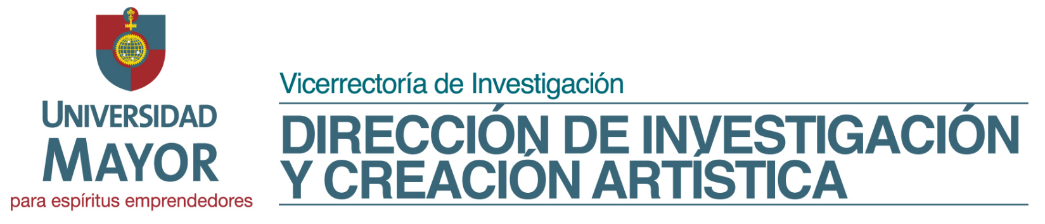 UNIVERSIDAD
MAYOR
para espíritus emprendedores
Vicerrectoría de Investigación
DIRECCIÓN DE INVESTIGACIÓN
Y CREACIÓN ARTÍSTICA